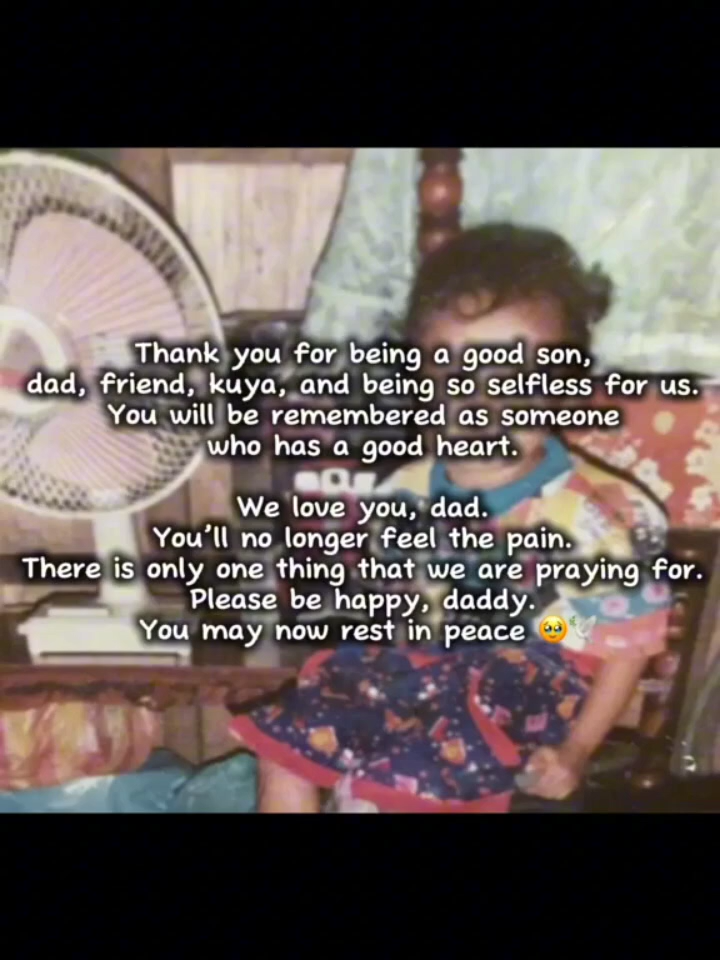 Thank you for being a good son,
dad, friend, kuya, and being so selfless for us.
You will be remembered as someone
who has a good heart.
We love you, dad.
You'll no longer feel the pain.
There is only one thing that we are praying for.
Please be happy, daddy.
You may now rest in peace 🥹🕊️